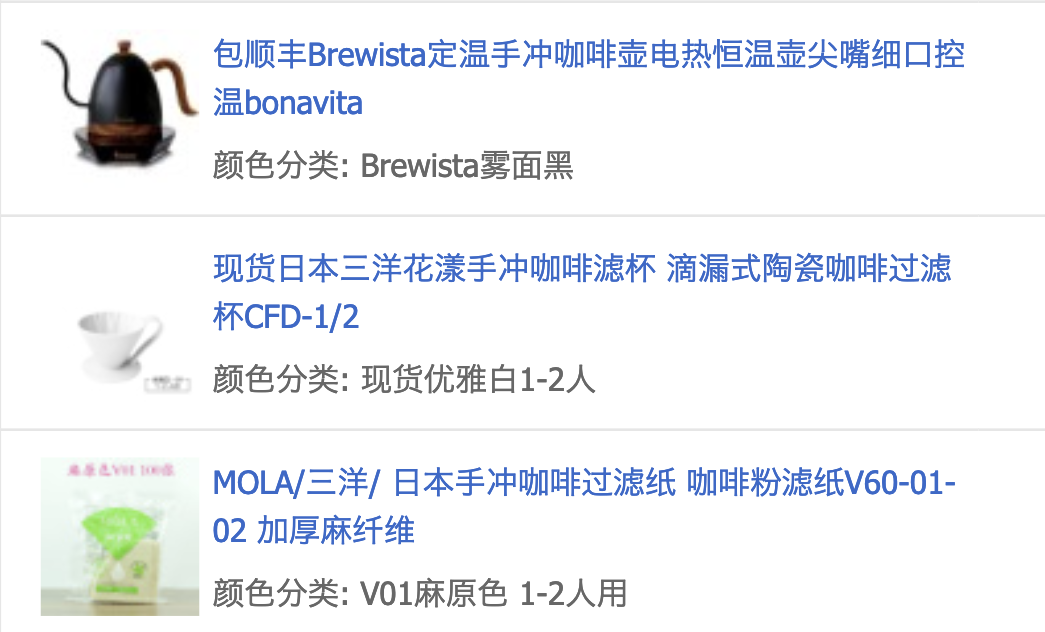 包顺丰Brewista定温手冲咖啡壶电热恒温壶尖嘴细口控
温bonavita
颜色分类: Brewista雾面黑
现货日本三洋花漾手冲咖啡滤杯 滴漏式陶瓷咖啡过滤
杯CFD-1/2
颜色分类: 现货优雅白1-2人
麻原色V01 100张
MOLA/三洋/ 日本手冲咖啡过滤纸 咖啡粉滤纸V60-01-
02 加厚麻纤维
颜色分类: V01麻原色 1-2人用